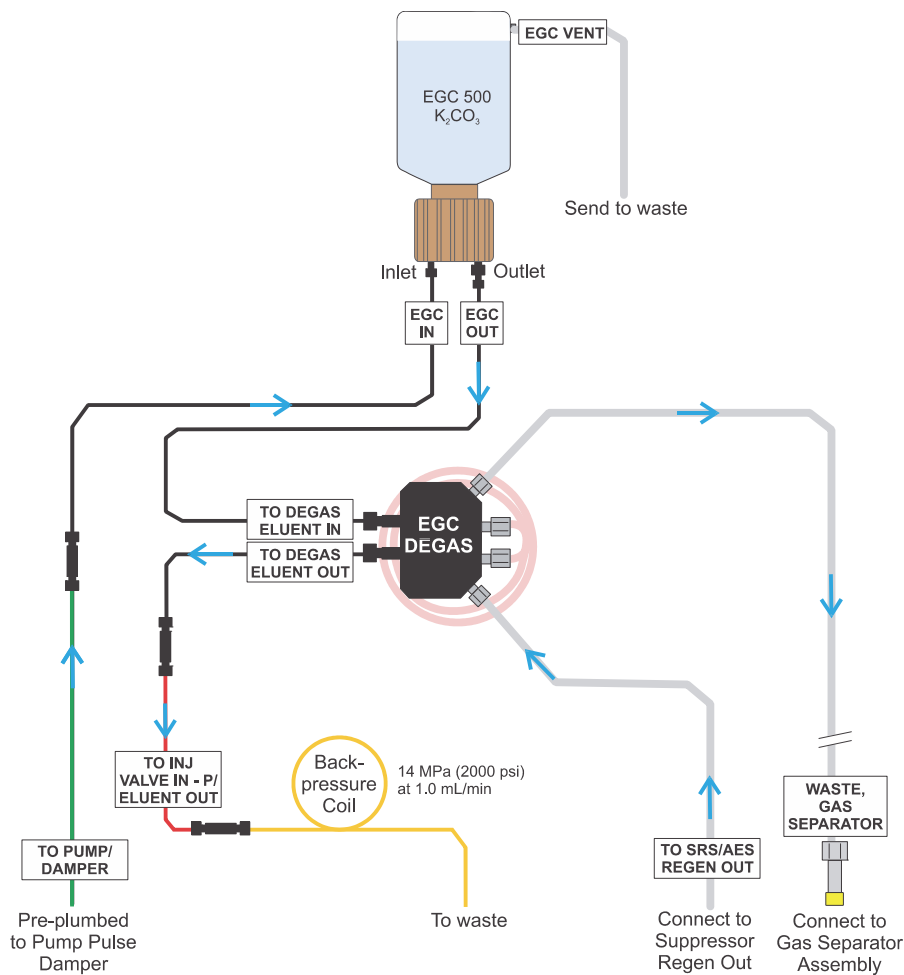 EGC VENT
EGC 500
K₂CO₃
Send to waste
Inlet
Outlet
EGC
IN
EGC
OUT
TO DEGAS
ELUENT IN
EGC
DEGAS
TO DEGAS
ELUENT OUT
TO INJ
VALVE IN - P/
ELUENT OUT
Back-
pressure
Coil
14 MPa (2000 psi)
at 1.0 mL/min
WASTE,
GAS
SEPARATOR
TO PUMP/
DAMPER
TO SRS/AES
REGEN OUT
Pre-plumbed
to Pump Pulse
Damper
To waste
Connect to
Suppressor
Regen Out
Connect to
Gas Separator
Assembly